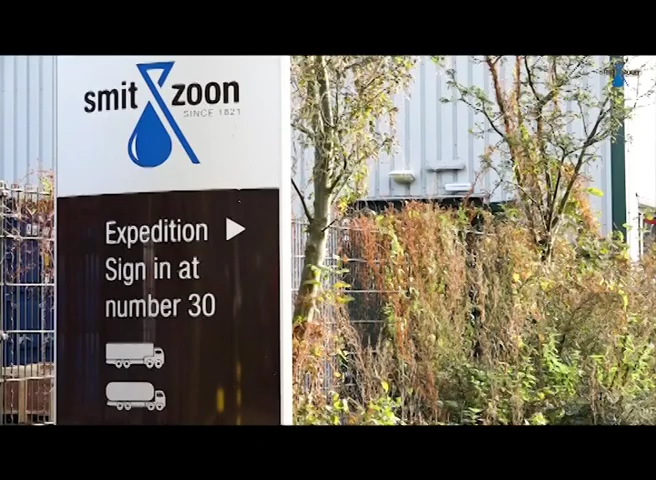 smit zoon
SINCE 1821
Expedition
Sign in at
number 30